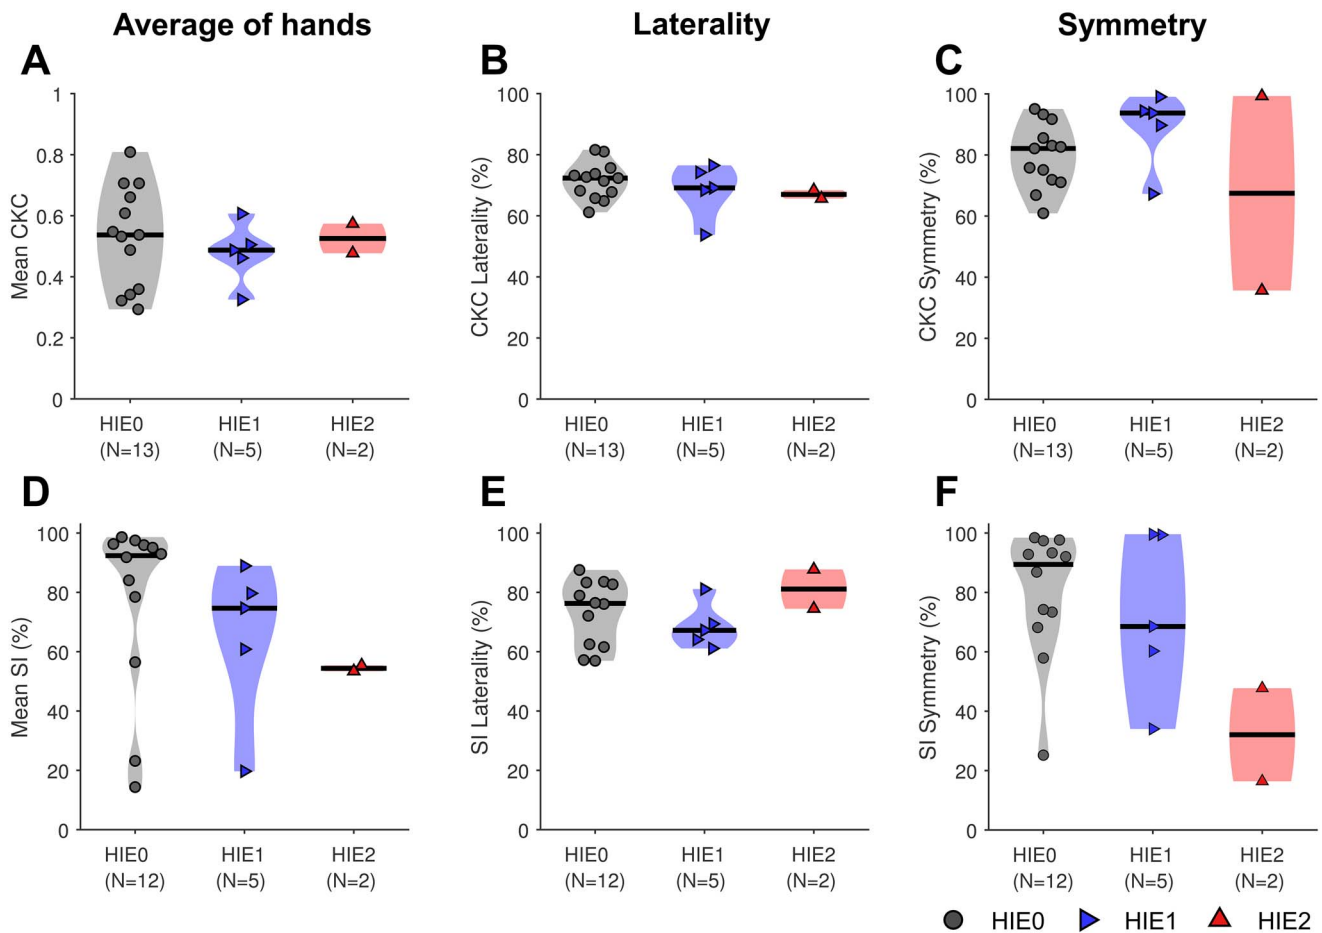 Average of hands
Laterality
Symmetry
A
B
C
Mean CKC
1
0.8
0.6
0.4
0.2
0
HIE0
(N=13)
HIE1
(N=5)
HIE2
(N=2)
CKC Laterality (%)
100
80
60
40
20
0
HIE0
(N=13)
HIE1
(N=5)
HIE2
(N=2)
CKC Symmetry (%)
100
80
60
40
20
0
HIE0
(N=13)
HIE1
(N=5)
HIE2
(N=2)
D
E
F
Mean SI (%)
100
80
60
40
20
0
HIE0
(N=12)
HIE1
(N=5)
HIE2
(N=2)
SI Laterality (%)
100
80
60
40
20
0
HIE0
(N=12)
HIE1
(N=5)
HIE2
(N=2)
SI Symmetry (%)
100
80
60
40
20
0
HIE0
(N=12)
HIE1
(N=5)
HIE2
(N=2)
HIE0 HIE1 HIE2